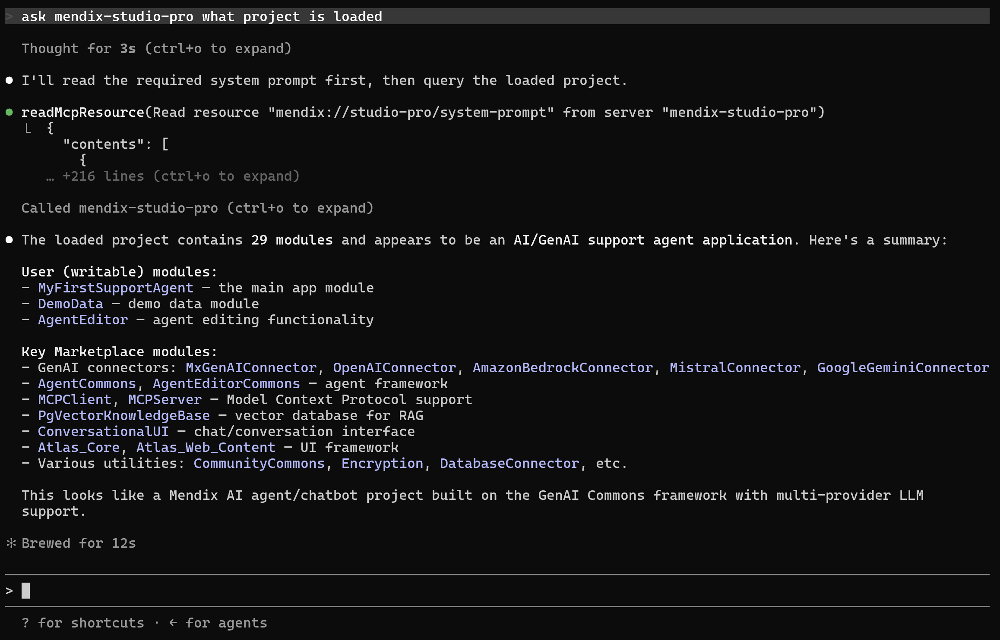 > ask mendix-studio-pro what project is loaded
Thought for 3s (ctrl+o to expand)
● I'll read the required system prompt first, then query the loaded project.
● readMcpResource(Read resource "mendix://studio-pro/system-prompt" from server "mendix-studio-pro")
└ {
"contents": [
{
… +216 lines (ctrl+o to expand)
Called mendix-studio-pro (ctrl+o to expand)
● The loaded project contains 29 modules and appears to be an AI/GenAI support agent application. Here's a summary:
User (writable) modules:
- MyFirstSupportAgent — the main app module
- DemoData — demo data module
- AgentEditor — agent editing functionality
Key Marketplace modules:
- GenAI connectors: MxGenAIConnector, OpenAIConnector, AmazonBedrockConnector, MistralConnector, GoogleGeminiConnector
- AgentCommons, AgentEditorCommons — agent framework
- MCPClient, MCPServer — Model Context Protocol support
- PgVectorKnowledgeBase — vector database for RAG
- ConversationalUI — chat/conversation interface
- Atlas_Core, Atlas_Web_Content — UI framework
- Various utilities: CommunityCommons, Encryption, DatabaseConnector, etc.
This looks like a Mendix AI agent/chatbot project built on the GenAI Commons framework with multi-provider LLM
support.
✻ Brewed for 12s
>
? for shortcuts · ← for agents